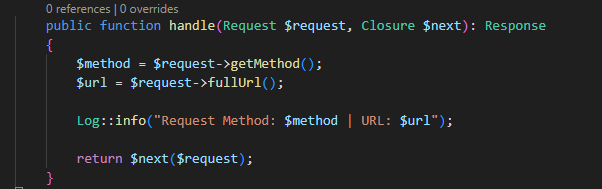 0 references | 0 overrides
public function handle(Request $request, Closure $next): Response
{
$method = $request->getMethod();
$url = $request->fullUrl();
Log::info("Request Method: $method | URL: $url");
return $next($request);
}